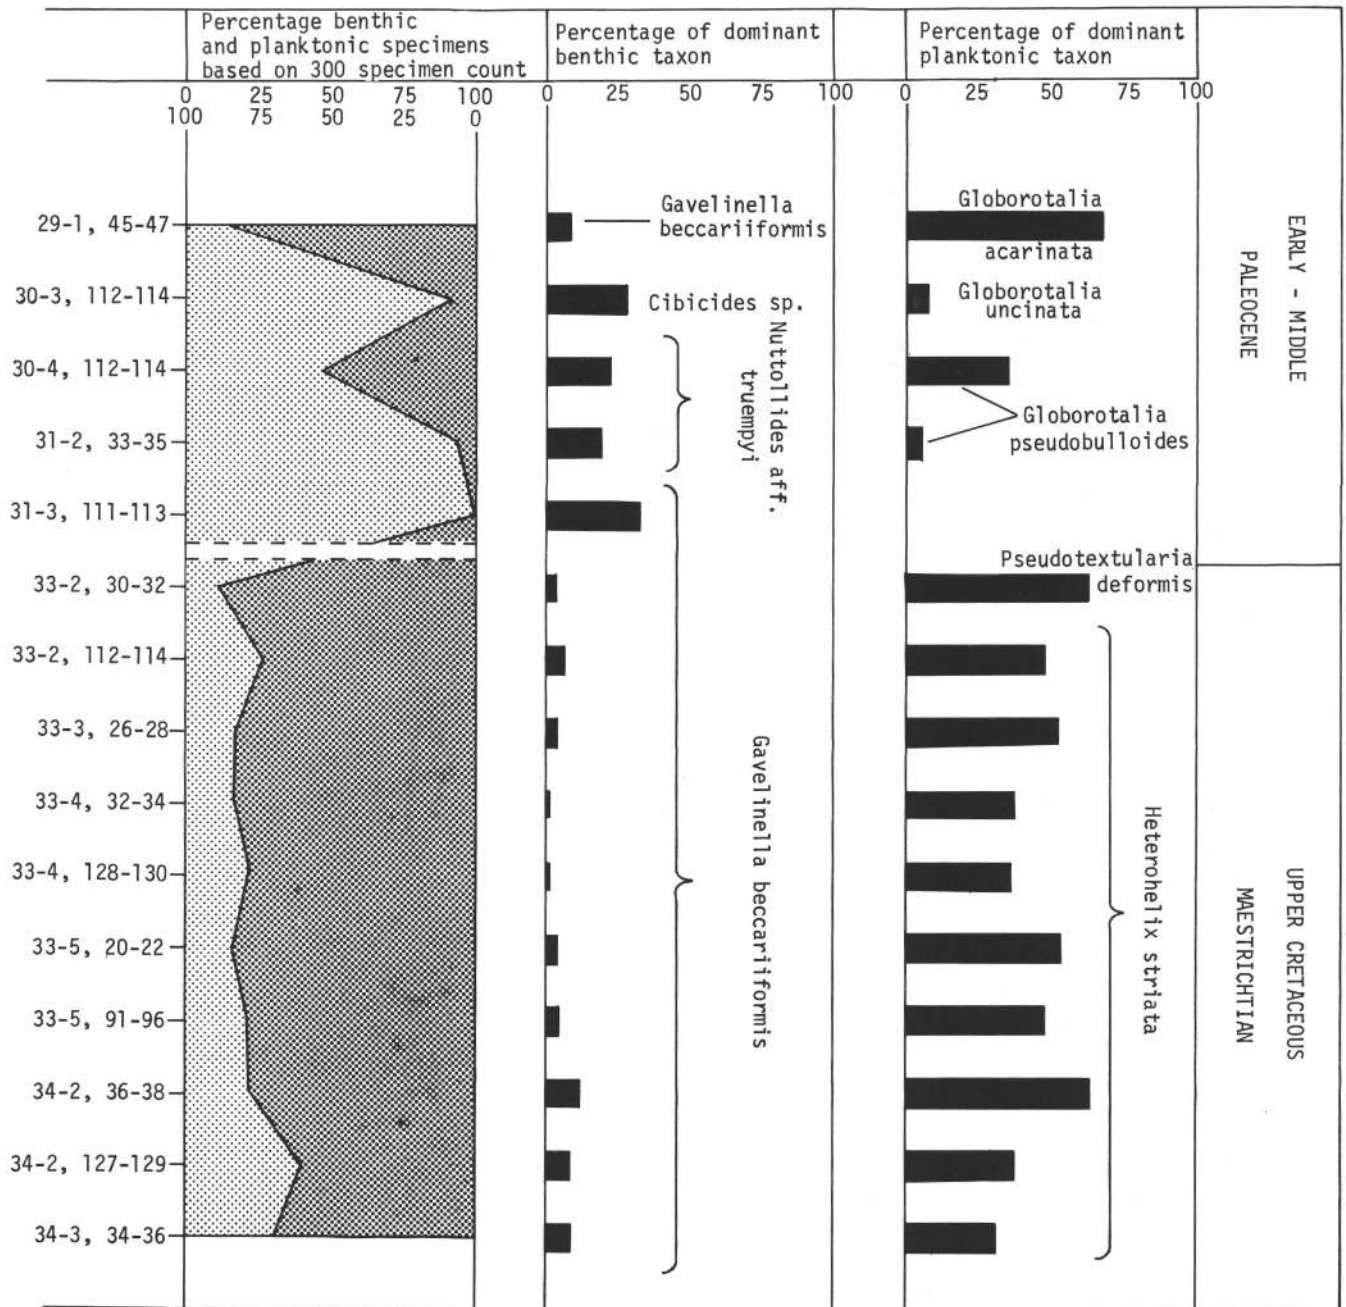 Percentage benthic
and planktonic specimens
based on 300 specimen count
Percentage of dominant
benthic taxon
Percentage of dominant
planktonic taxon
0 25 50 75 100
100 75 50 25 0
0 25 50 75 100
0 25 50 75 100
29-1, 45-47
30-3, 112-114
30-4, 112-114
31-2, 33-35
31-3, 111-113
33-2, 30-32
33-2, 112-114
33-3, 26-28
33-4, 32-34
33-4, 128-130
33-5, 20-22
33-5, 91-96
34-2, 36-38
34-2, 127-129
34-3, 34-36
Gavelinella
beccariiformis
Cibicides sp.
Nuttollides aff.
truempyi
Gavelinella beccariiformis
Globorotalia
acarinata
Globorotalia
uncinata
Globorotalia
pseudobulloides
Pseudotextularia
deformis
Heterohelix striata
EARLY - MIDDLE
PALEOCENE
UPPER CRETACEOUS
MAESTRICHTIAN